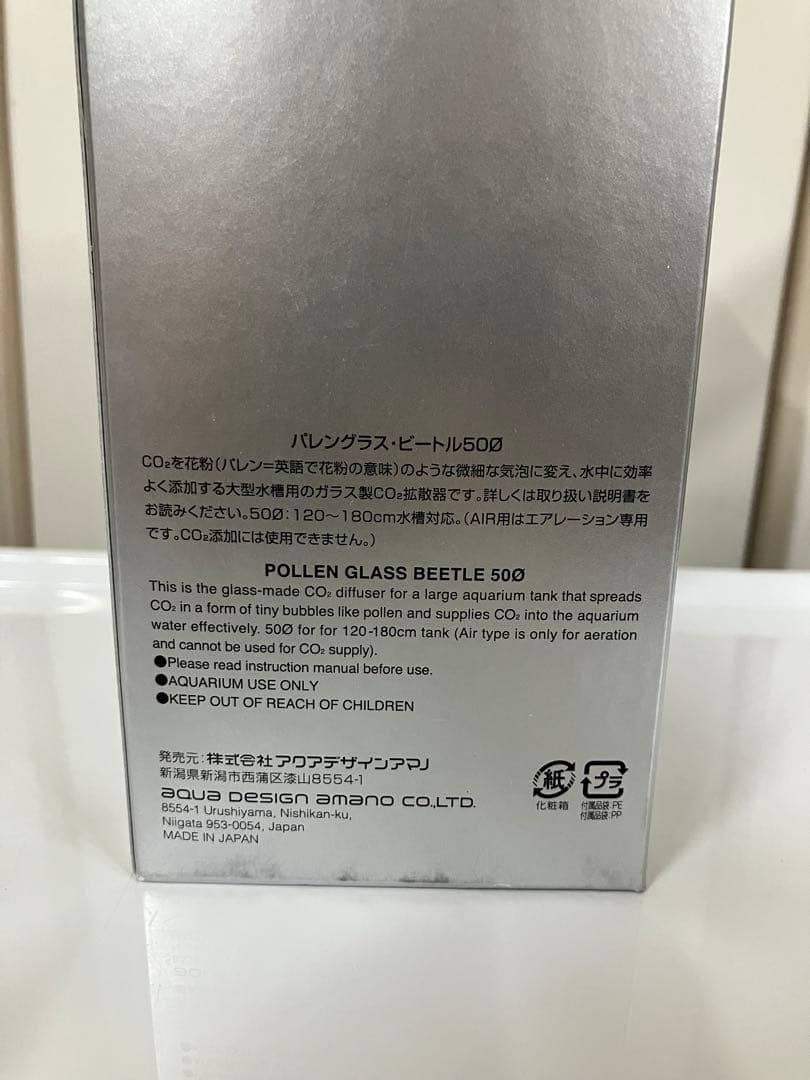 パレングラス・ビートル50Ø
CO₂を花粉(パレン=英語で花粉の意味)のような微細な気泡に変え、水中に効率
よく添加する大型水槽用のガラス製CO₂拡散器です。詳しくは取り扱い説明書を
お読みください。50Ø:120〜180cm水槽対応。(AIR用はエアレーション専用
です。CO₂添加には使用できません。)
POLLEN GLASS BEETLE 50Ø
This is the glass-made CO₂ diffuser for a large aquarium tank that spreads
CO₂ in a form of tiny bubbles like pollen and supplies CO₂ into the aquarium
water effectively. 50Ø for for 120-180cm tank (Air type is only for aeration
and cannot be used for CO₂ supply).
●Please read instruction manual before use.
●AQUARIUM USE ONLY
●KEEP OUT OF REACH OF CHILDREN
発売元:株式会社アクアデザインアマノ
新潟県新潟市西蒲区漆山8554-1
aqua design amano CO.,LTD.
8554-1 Urushiyama, Nishikan-ku,
Niigata 953-0054, Japan
MADE IN JAPAN
紙
化粧箱
プラ
付属品袋:PE
付属品袋:PP